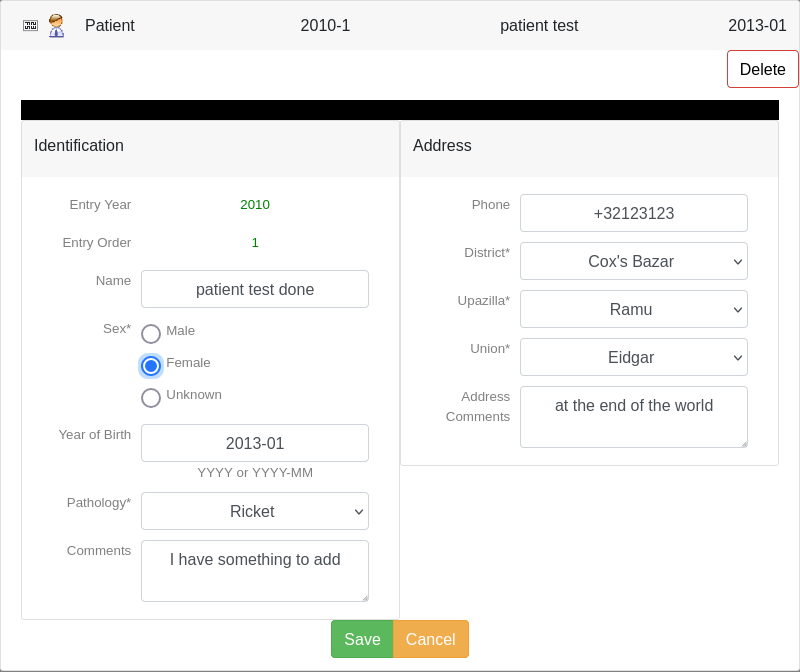 Patient 2010-1 patient test 2013-01
Delete
Identification
Entry Year 2010
Entry Order 1
Name patient test done
Sex* Male
Female
Unknown
Year of Birth 2013-01
YYYY or YYYY-MM
Pathology* Ricket
Comments I have something to add
Address
Phone +32123123
District* Cox's Bazar
Upazilla* Ramu
Union* Eidgar
Address Comments at the end of the world
Save Cancel